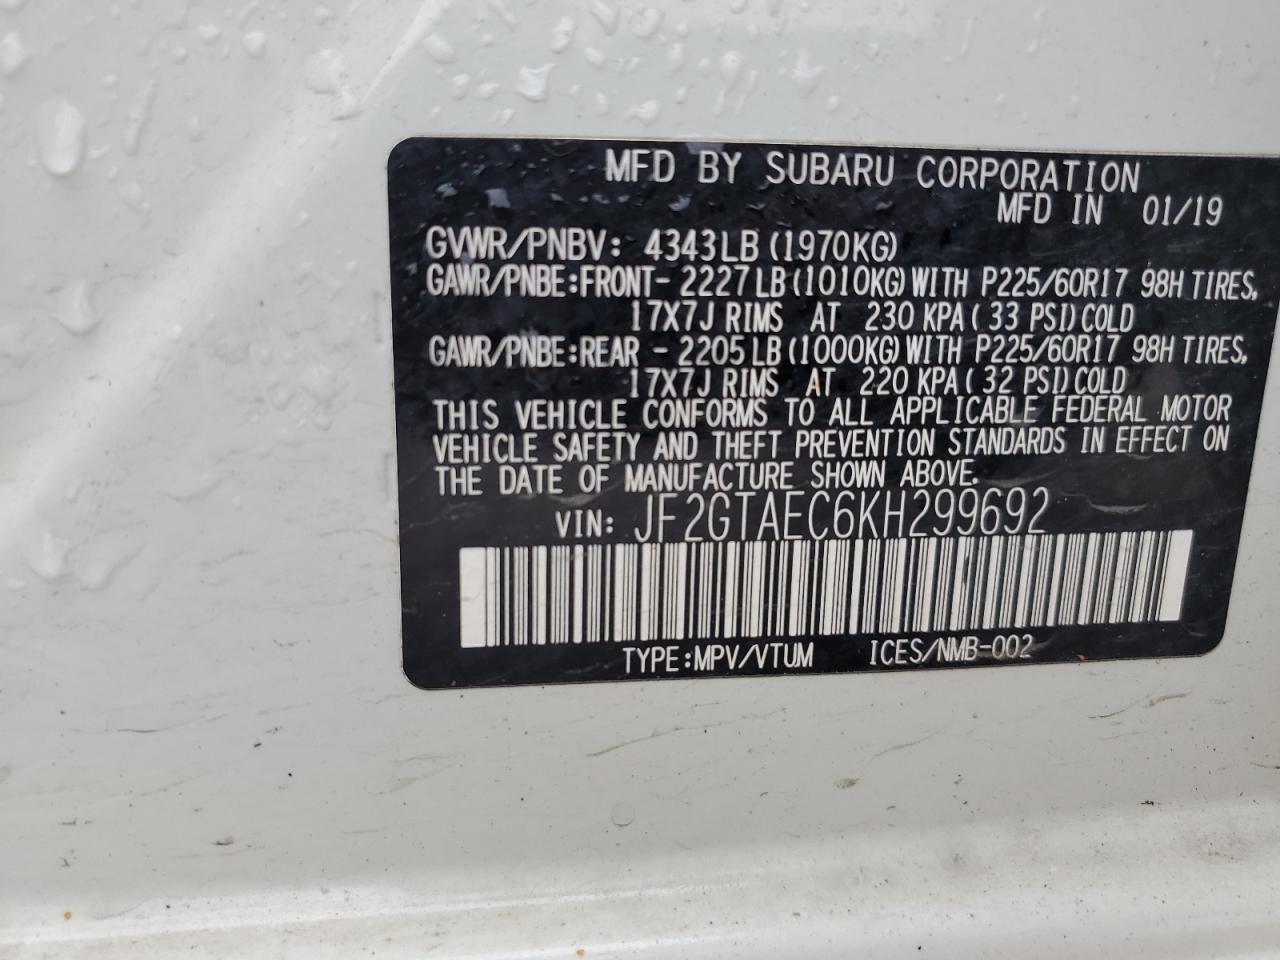 MFD BY SUBARU CORPORATION
MFD IN 01/19
GVWR/PNBV: 4343LB (1970KG)
GAWR/PNBE:FRONT- 2227LB(1010KG)WITH P225/60R17 98H TIRES,
17X7J RIMS AT 230 KPA( 33 PSI)COLD
GAWR/PNBE:REAR - 2205LB(1000KG)WITH P225/60R17 98H TIRES,
17X7J RIMS AT 220 KPA( 32 PSI)COLD
THIS VEHICLE CONFORMS TO ALL APPLICABLE FEDERAL MOTOR
VEHICLE SAFETY AND THEFT PREVENTION STANDARDS IN EFFECT ON
THE DATE OF MANUFACTURE SHOWN ABOVE.
VIN: JF2GTAEC6KH299692
TYPE:MPV/VTUM ICES/NMB-002